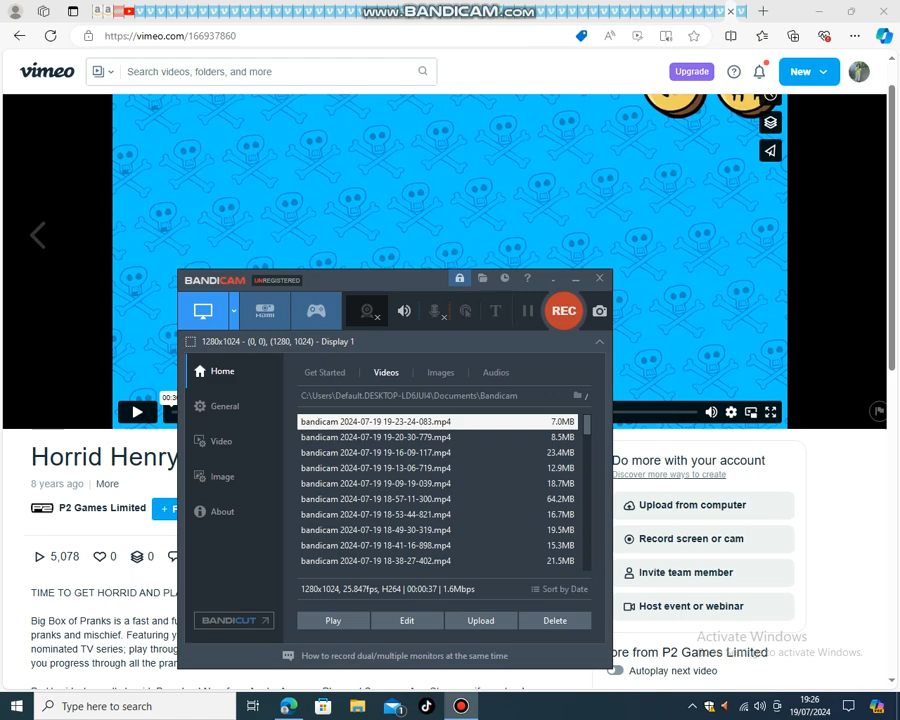 WWW.BANDICAM.COM
https://vimeo.com/166937860
vimeo
Search videos, folders, and more
Upgrade
New
BANDICAM UNREGISTERED
HDMI
REC
1280x1024 - (0, 0), (1280, 1024) - Display 1
Home
General
Video
Image
About
BANDICUT
Get Started
Videos
Images
Audios
C:\Users\Default.DESKTOP-LD6JUI4\Documents\Bandicam
bandicam 2024-07-19 19-23-24-083.mp4 7.0MB
bandicam 2024-07-19 19-20-30-779.mp4 8.5MB
bandicam 2024-07-19 19-16-09-117.mp4 23.4MB
bandicam 2024-07-19 19-13-06-719.mp4 12.9MB
bandicam 2024-07-19 19-09-19-039.mp4 18.7MB
bandicam 2024-07-19 18-57-11-300.mp4 64.2MB
bandicam 2024-07-19 18-53-44-821.mp4 16.7MB
bandicam 2024-07-19 18-49-30-319.mp4 19.5MB
bandicam 2024-07-19 18-41-16-898.mp4 15.3MB
bandicam 2024-07-19 18-38-27-402.mp4 21.5MB
1280x1024, 25.847fps, H264 | 00:00:37 | 1.6Mbps
Sort by Date
Play
Edit
Upload
Delete
How to record dual/multiple monitors at the same time
Horrid Henry
8 years ago
More
P2 Games Limited
5,078
0
0
TIME TO GET HORRID AND
Big Box of Pranks is a fast and
pranks and mischief. Featuring
nominated TV series; play
you progress through all the
Do more with your account
Discover more ways to create
Upload from computer
Record screen or cam
Invite team member
Host event or webinar
More from P2 Games Limited
Autoplay next video
Activate Windows
to activate Windows.
Type here to search
19:26
19/07/2024